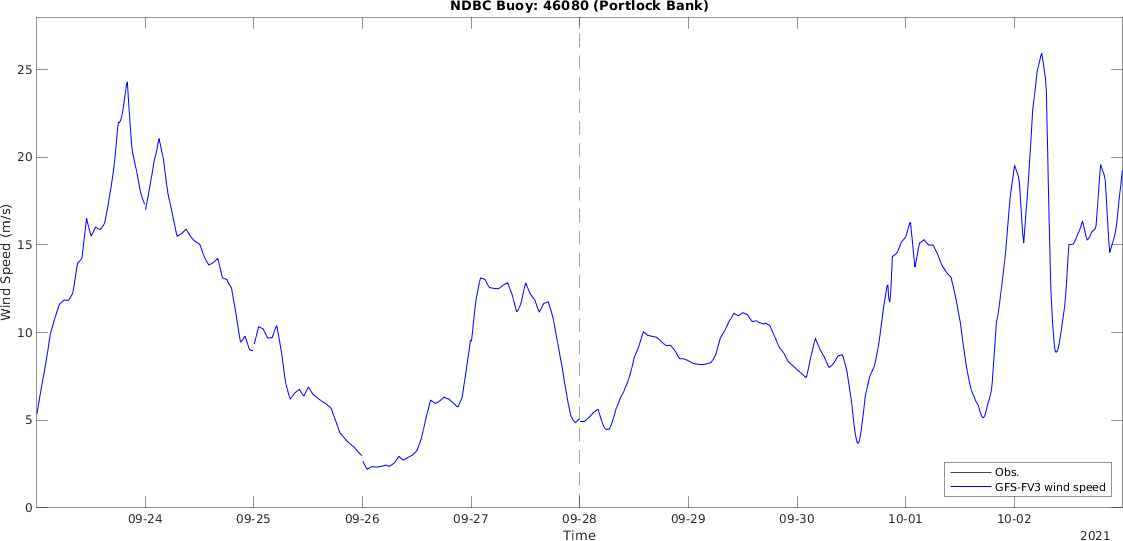 NDBC Buoy: 46080 (Portlock Bank)
Wind Speed (m/s)
25
20
15
10
5
0
09-24 09-25 09-26 09-27 09-28 09-29 09-30 10-01 10-02
Time
2021
Obs.
GFS-FV3 wind speed